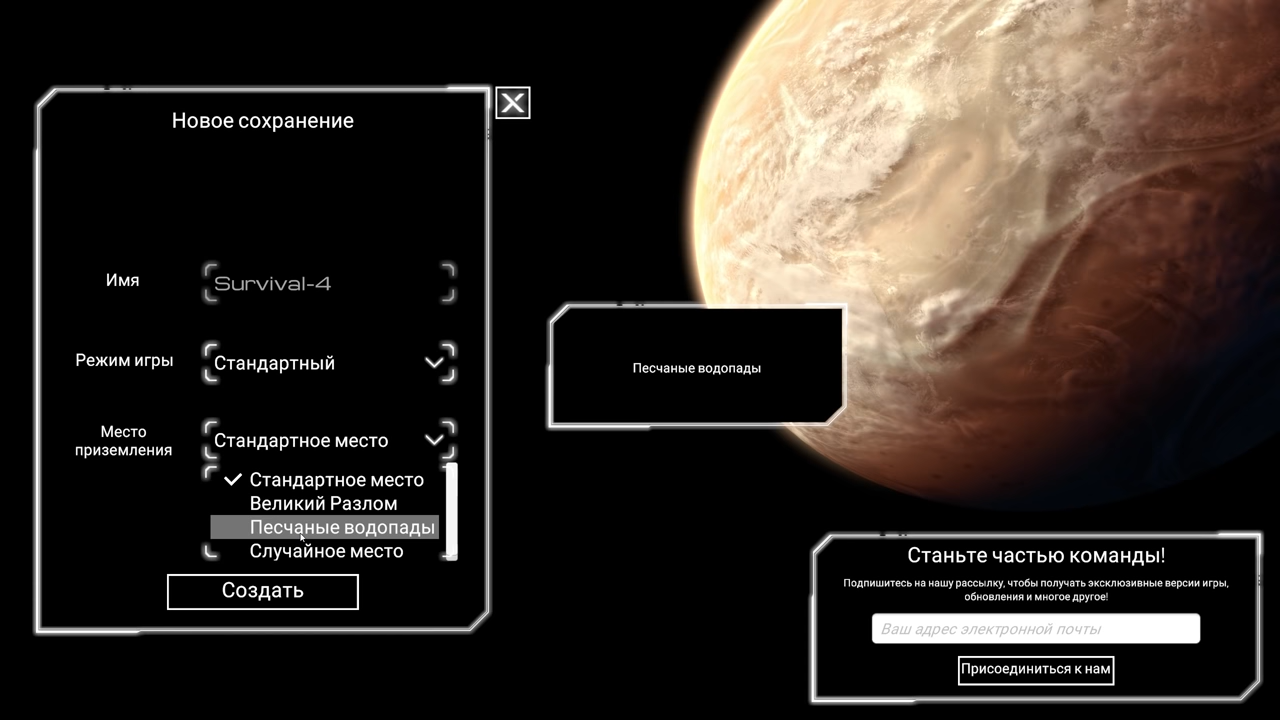 Новое сохранение
Имя
Survival-4
Режим игры
Стандартный
Место
приземления
Стандартное место
Стандартное место
Великий Разлом
Песчаные водопады
Случайное место
Создать
Песчаные водопады
Станьте частью команды!
Подпишитесь на нашу рассылку, чтобы получать эксклюзивные версии игры,
обновления и многое другое!
Ваш адрес электронной почты
Присоединиться к нам